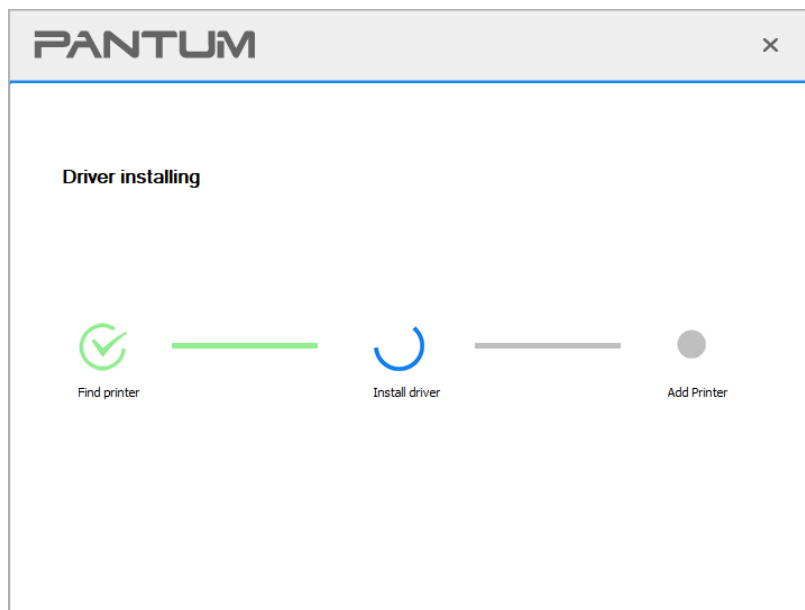 PANTUM
Driver installing
Find printer
Install driver
Add Printer